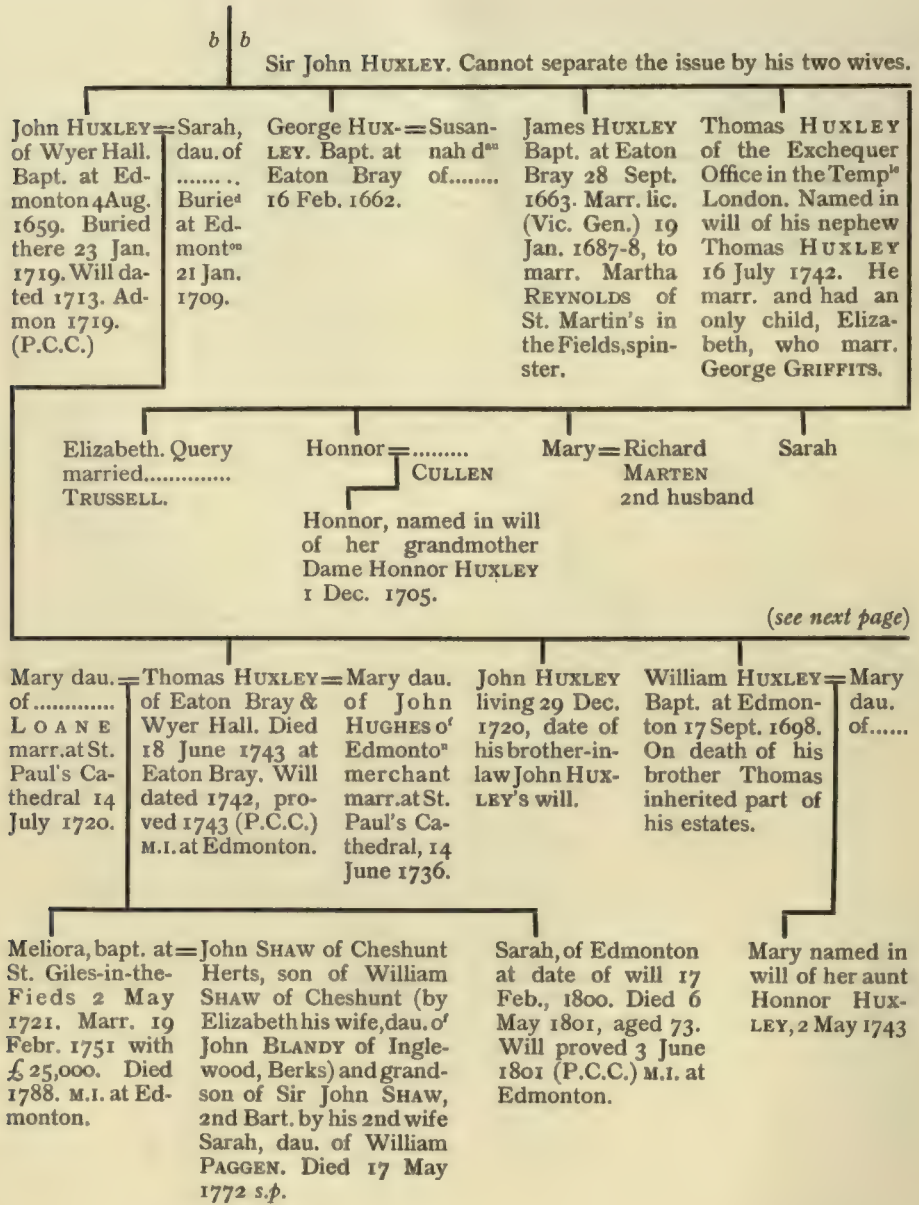 b b
Sir John HUXLEY. Cannot separate the issue by his two wives.
John HUXLEY=
of Wyer Hall.
Bapt. at Ed-
monton 4 Aug.
1659. Buried
there 23 Jan.
1719. Will da-
ted 1713. Ad-
mon 1719.
(P.C.C.)
Sarah,
dau. of
.........
Buried
at Ed-
monton
21 Jan.
1709.
George HUX-=
LEY. Bapt. at
Eaton Bray
16 Feb. 1662.
Susan-
nah dau
of........
James HUXLEY
Bapt. at Eaton
Bray 28 Sept.
1663. Marr. lic.
(Vic. Gen.) 19
Jan. 1687-8, to
marr. Martha
REYNOLDS of
St. Martin's in
the Fields, spin-
ster.
Thomas HUXLEY
of the Exchequer
Office in the Temple
London. Named in
will of his nephew
Thomas HUXLEY
16 July 1742. He
marr. and had an
only child, Eliza-
beth, who marr.
George GRIFFITS.
Elizabeth. Query
married..............
TRUSSELL.
Honnor=.........
CULLEN
Honnor, named in will
of her grandmother
Dame Honnor HUXLEY
1 Dec. 1705.
Mary=Richard
MARTEN
2nd husband
Sarah
(see next page)
Mary dau.=
of.............
LOANE
marr. at St.
Paul's Ca-
thedral 14
July 1720.
Thomas HUXLEY=
of Eaton Bray &
Wyer Hall. Died
18 June 1743 at
Eaton Bray. Will
dated 1742, pro-
ved 1743 (P.C.C.)
M.I. at Edmonton.
Mary dau.
of John
HUGHES of
Edmonton
merchant
marr. at St.
Paul's Ca-
thedral, 14
June 1736.
John HUXLEY
living 29 Dec.
1720, date of
his brother-in-
law John HUX-
LEY's will.
William HUXLEY=
Bapt. at Edmon-
ton 17 Sept. 1698.
On death of his
brother Thomas
inherited part of
his estates.
Mary
dau.
of......
Meliora, bapt. at=
St. Giles-in-the-
Fieds 2 May
1721. Marr. 19
Febr. 1751 with
£25,000. Died
1788. M.I. at Ed-
monton.
John SHAW of Cheshunt
Herts, son of William
SHAW of Cheshunt (by
Elizabeth his wife, dau. of
John BLANDY of Ingle-
wood, Berks) and grand-
son of Sir John SHAW,
2nd Bart. by his 2nd wife
Sarah, dau. of William
PAGGEN. Died 17 May
1772 s.p.
Sarah, of Edmonton
at date of will 17
Feb., 1800. Died 6
May 1801, aged 73.
Will proved 3 June
1801 (P.C.C.) M.I. at
Edmonton.
Mary named in
will of her aunt
Honnor HUX-
LEY, 2 May 1743